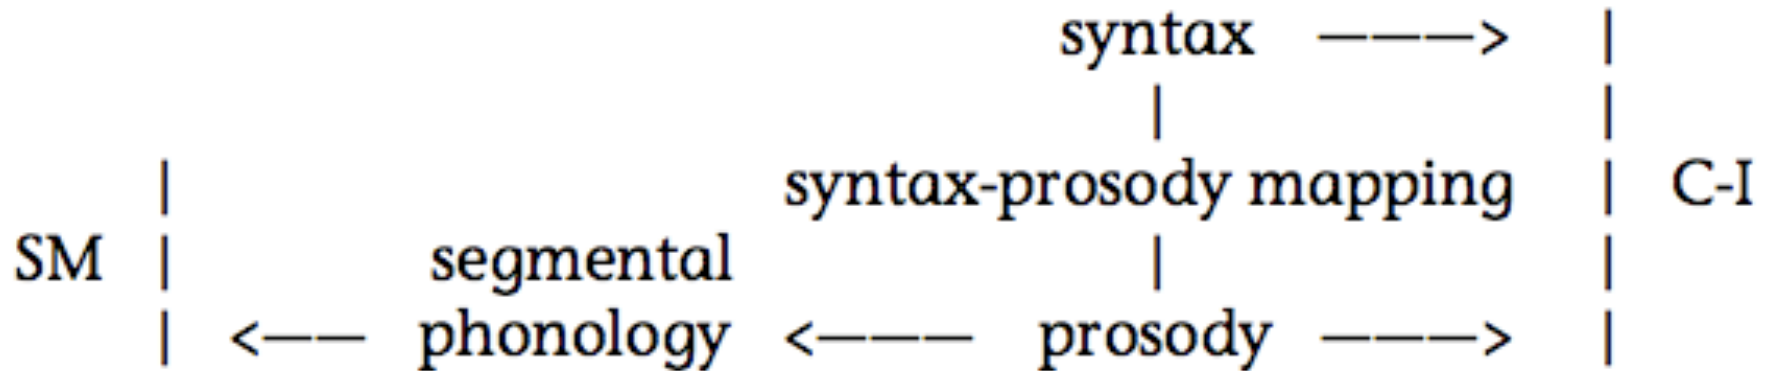 syntax ———> |
| |
| syntax-prosody mapping | C-I
SM | segmental | |
| <—— phonology <——— prosody ———> |